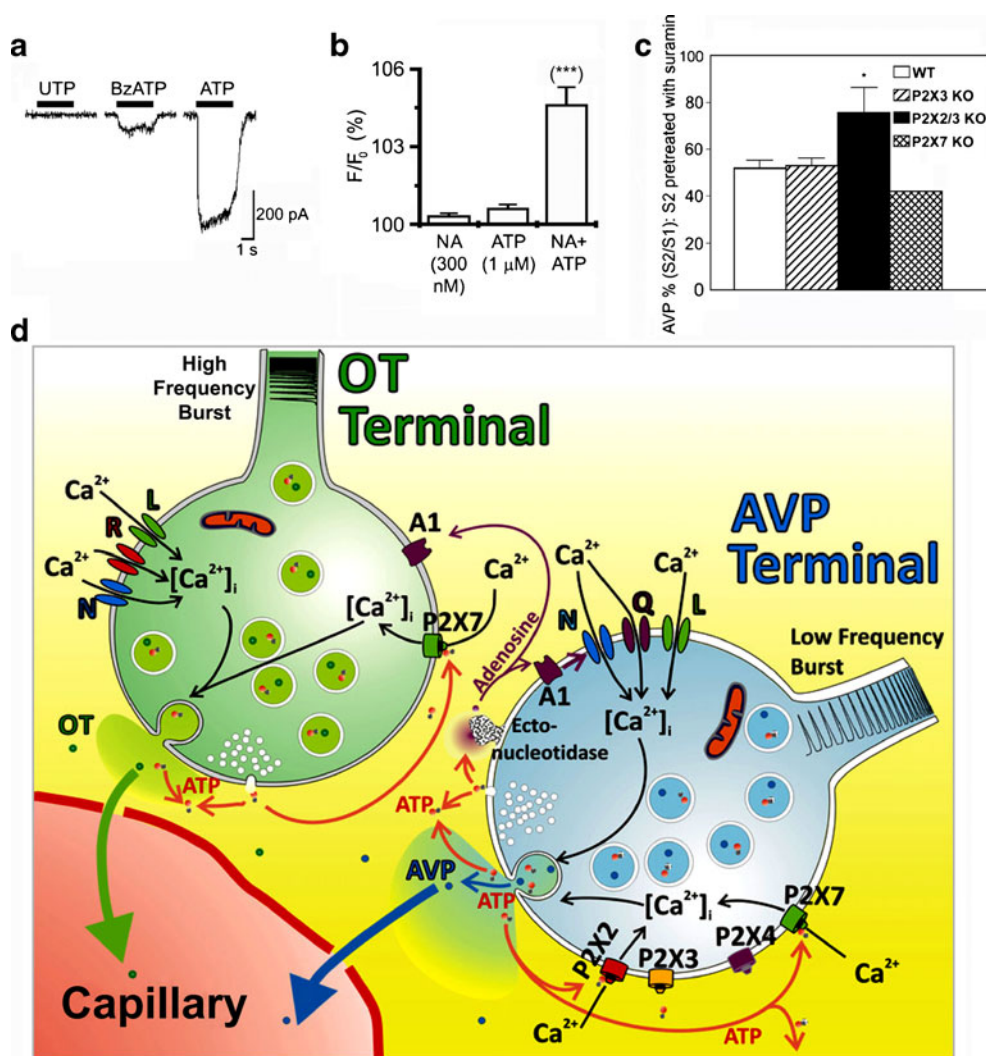 a
UTP BzATP ATP
200 pA
1 s
b
F/F0 (%)
106
103
100
(***)
NA
(300
nM)
ATP
(1 μM)
NA+
ATP
c
AVP % (S2/S1): S2 pretreated with suramin
100
80
60
40
20
0
*
WT
P2X3 KO
P2X2/3 KO
P2X7 KO
d
High
Frequency
Burst
OT
Terminal
Ca2+
L
R
Ca2+
N
[Ca2+]i
A1
[Ca2+]i
P2X7
Ca2+
Adenosine
AVP
Terminal
Ca2+
Ca2+
N
Q
L
Low Frequency
Burst
A1
[Ca2+]i
Ecto-
nucleotidase
OT
ATP
ATP
AVP
ATP
[Ca2+]i
P2X7
P2X4
P2X3
P2X2
Ca2+
Ca2+
ATP
Capillary